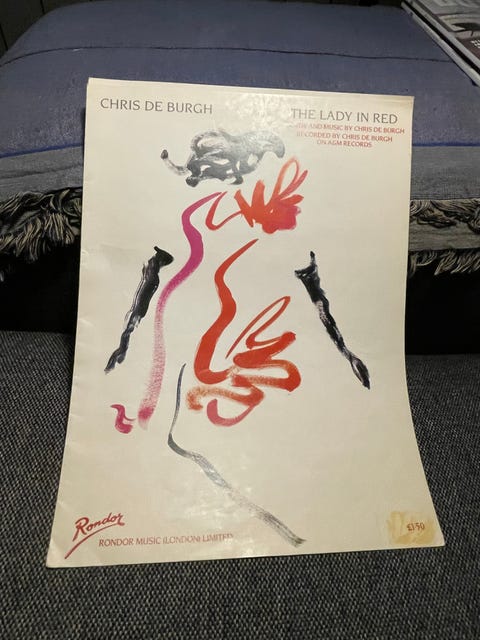 CHRIS DE BURGH
THE LADY IN RED
AND MUSIC BY CHRIS DE BURGH
RECORDED BY CHRIS DE BURGH
ON A&M RECORDS
Rondor
RONDOR MUSIC (LONDON) LIMITED
£1·50